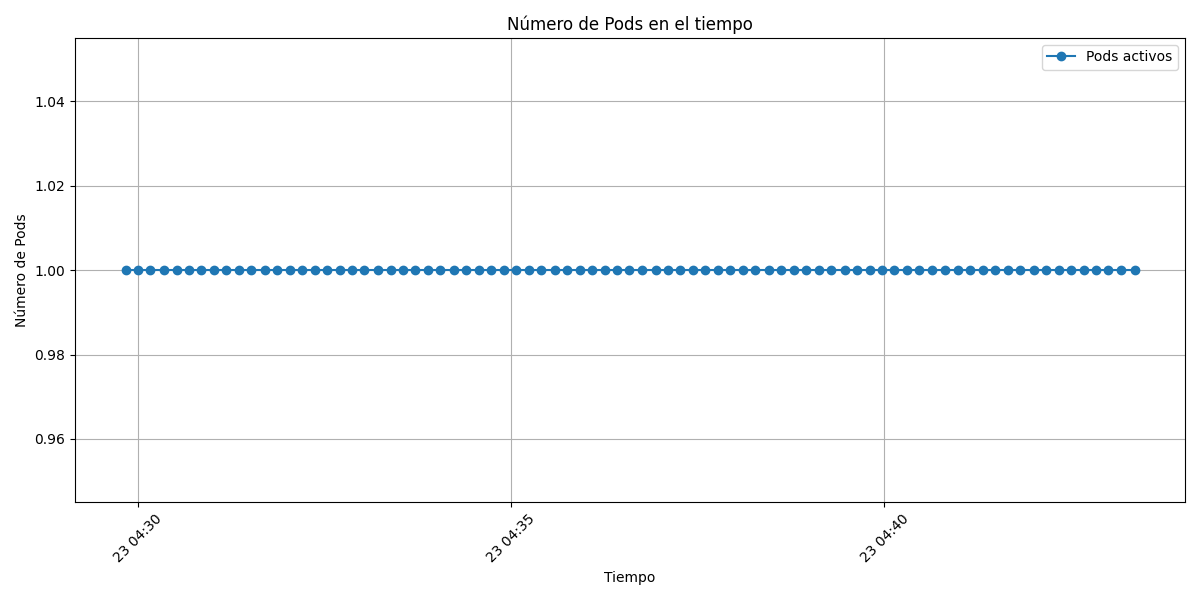 Número de Pods en el tiempo
Pods activos
Número de Pods
1.04
1.02
1.00
0.98
0.96
23 04:30
23 04:35
23 04:40
Tiempo